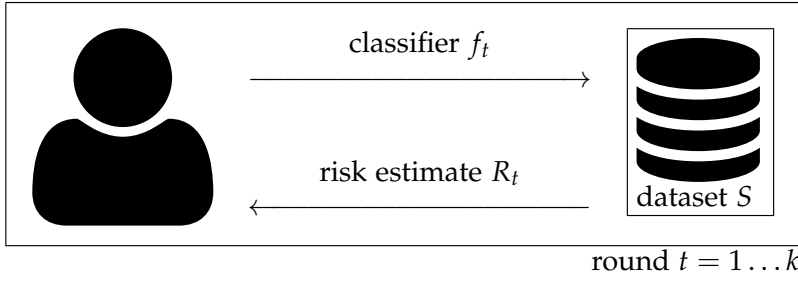 classifier f_t
risk estimate R_t
dataset S
round t = 1 … k